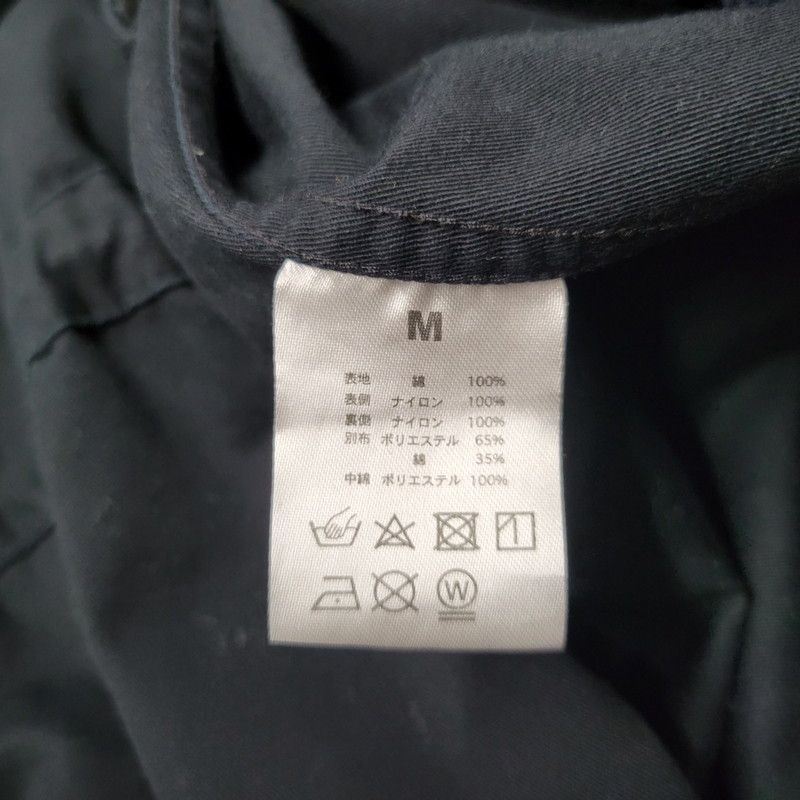 M
表地 綿 100%
表側 ナイロン 100%
裏側 ナイロン 100%
別布 ポリエステル 65%
綿 35%
中綿 ポリエステル 100%
W